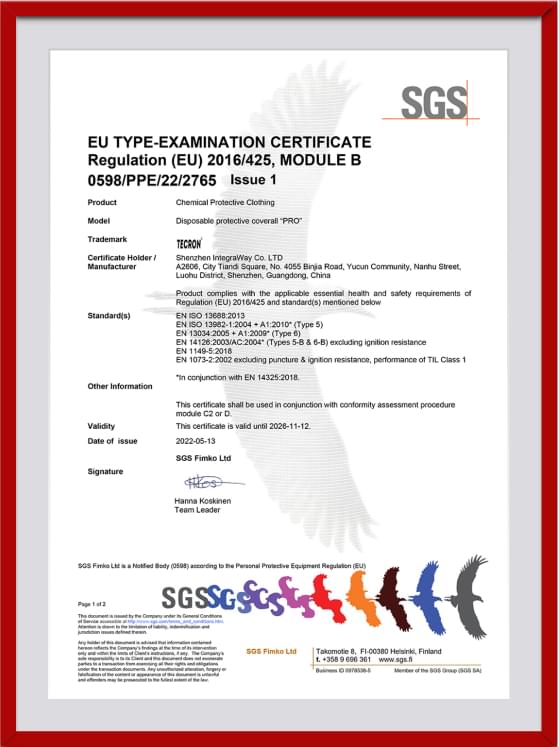 SGS
EU TYPE-EXAMINATION CERTIFICATE
Regulation (EU) 2016/425, MODULE B
0598/PPE/22/2765 Issue 1
Product Chemical Protective Clothing
Model Disposable protective coverall “PRO”
Trademark TECRON
Certificate Holder / Shenzhen IntegraWay Co. LTD
Manufacturer A2606, City Tiandi Square, No. 4055 Binjia Road, Yucun Community, Nanhu Street,
Luohu District, Shenzhen, Guangdong, China
Product complies with the applicable essential health and safety requirements of
Regulation (EU) 2016/425 and standard(s) mentioned below
Standard(s) EN ISO 13688:2013
EN ISO 13982-1:2004 + A1:2010* (Type 5)
EN 13034:2005 + A1:2009* (Type 6)
EN 14126:2003/AC:2004* (Types 5-B & 6-B) excluding ignition resistance
EN 1149-5:2018
EN 1073-2:2002 excluding puncture & ignition resistance, performance of TIL Class 1
*In conjunction with EN 14325:2018.
Other Information
This certificate shall be used in conjunction with conformity assessment procedure
module C2 or D.
Validity This certificate is valid until 2026-11-12.
Date of issue 2022-05-13
SGS Fimko Ltd
Signature
Hanna Koskinen
Team Leader
SGS Fimko Ltd is a Notified Body (0598) according to the Personal Protective Equipment Regulation (EU)
SGSSGSGSGS
Page 1 of 2
This document is issued by the Company under its General Conditions
of Service accessible at http://www.sgs.com/terms_and_conditions.htm.
Attention is drawn to the limitation of liability, indemnification and
jurisdiction issues defined therein.
Any holder of this document is advised that information contained
hereon reflects the Company's findings at the time of its intervention
only and within the limits of Client's instructions, if any. The Company's
sole responsibility is to its Client and this document does not exonerate
parties to a transaction from exercising all their rights and obligations
under the transaction documents. Any unauthorized alteration, forgery or
falsification of the content or appearance of this document is unlawful
and offenders may be prosecuted to the fullest extent of the law.
SGS Fimko Ltd
Takomotie 8, FI-00380 Helsinki, Finland
t. +358 9 696 361 www.sgs.fi
Business ID 0978538-5 Member of the SGS Group (SGS SA)